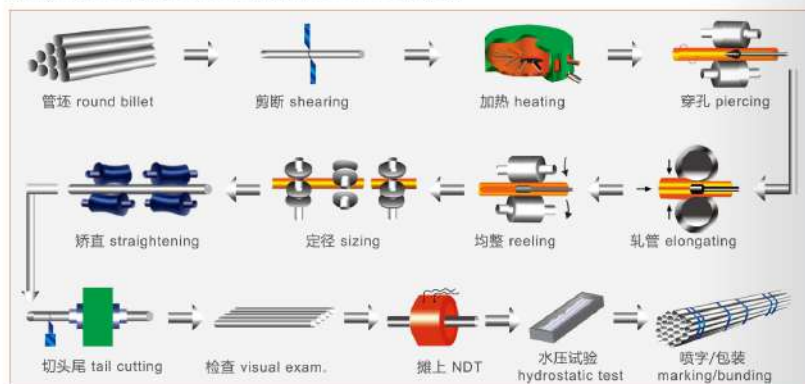 管坯 round billet
剪断 shearing
加热 heating
穿孔 piercing
矫直 straightening
定径 sizing
均整 reeling
轧管 elongating
切头尾 tail cutting
检查 visual exam.
摊上 NDT
水压试验
hydrostatic test
喷字/包装
marking/bunding